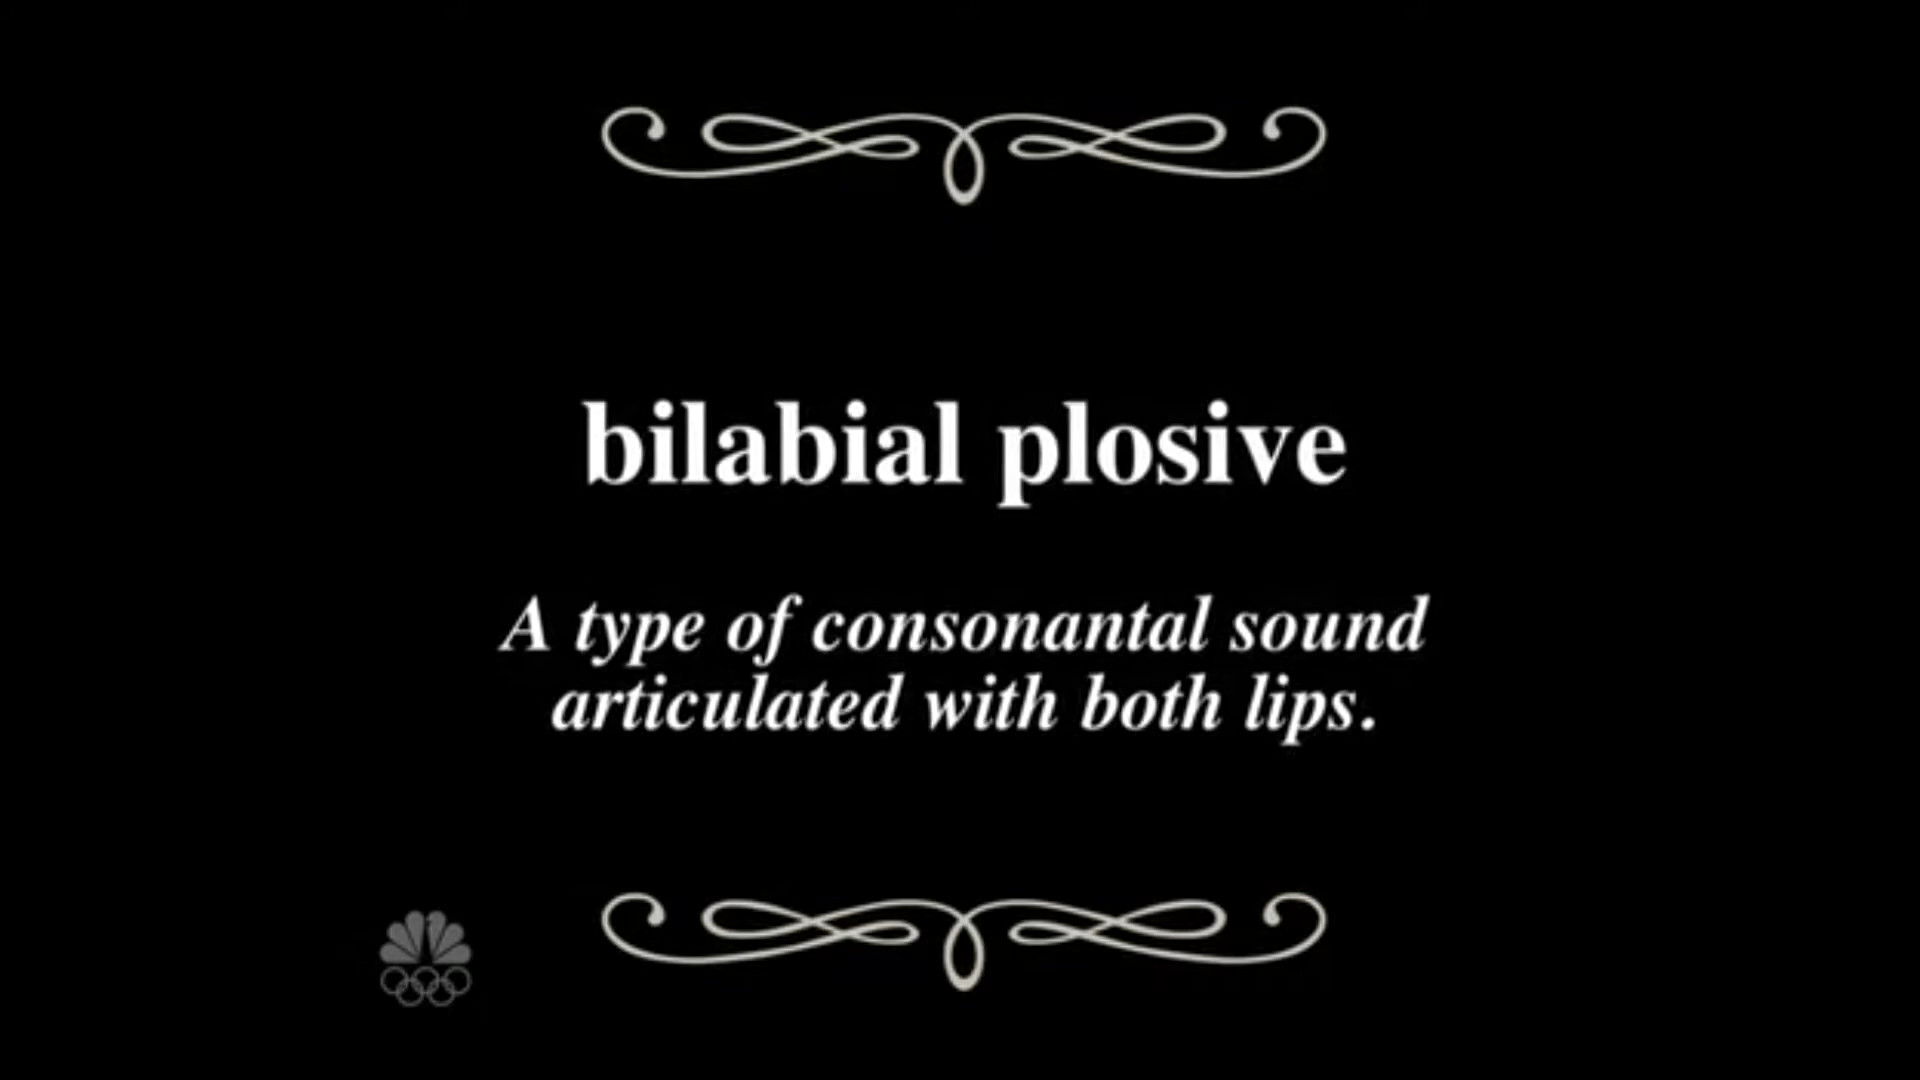 bilabial plosive
A type of consonantal sound
articulated with both lips.